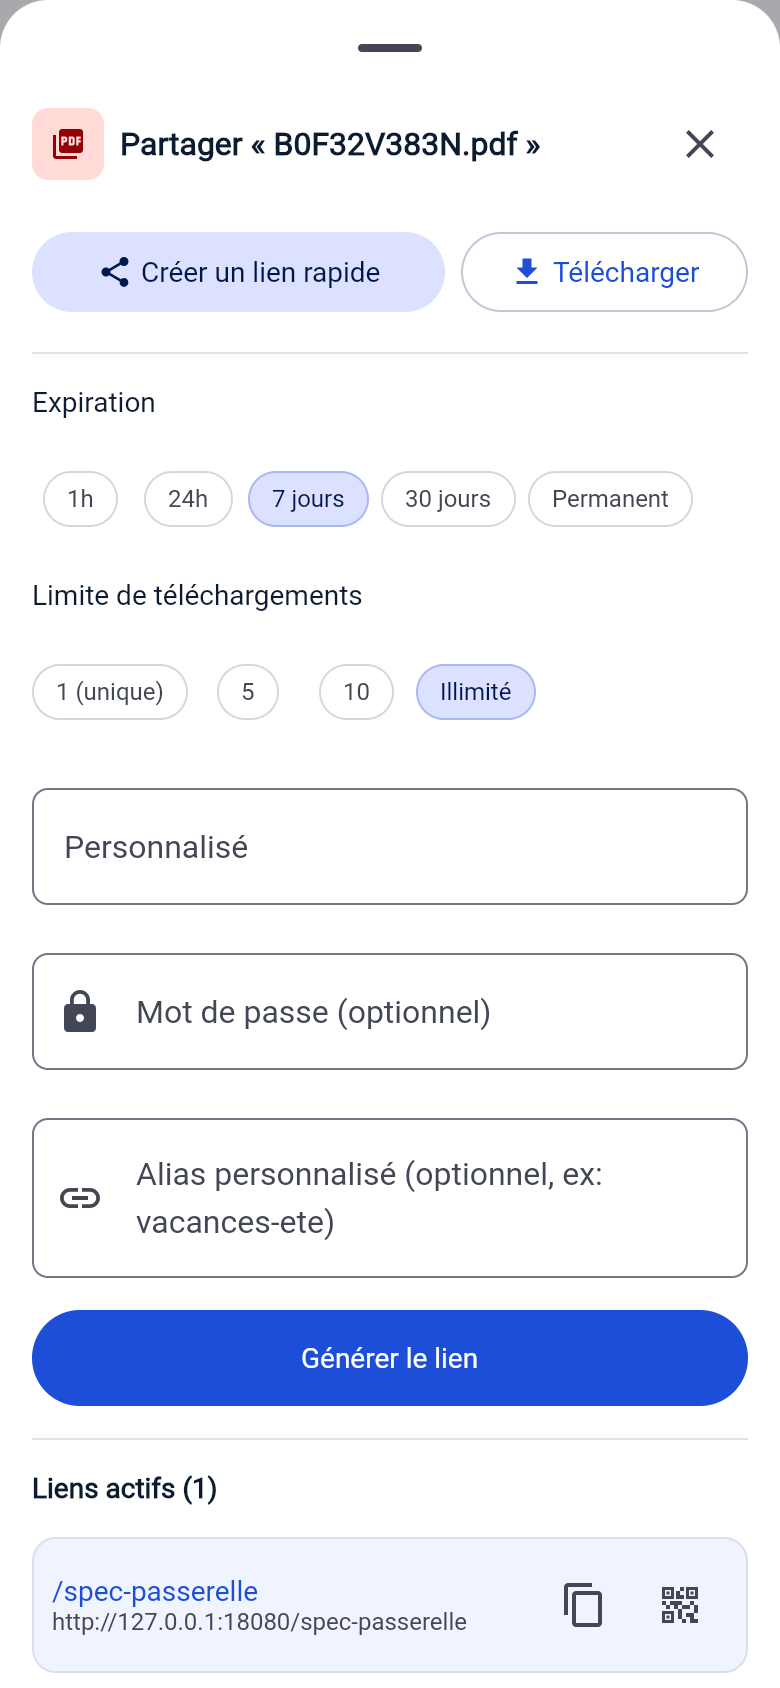 PDF
Partager « B0F32V383N.pdf »
Créer un lien rapide
Télécharger
Expiration
1h
24h
7 jours
30 jours
Permanent
Limite de téléchargements
1 (unique)
5
10
Illimité
Personnalisé
Mot de passe (optionnel)
Alias personnalisé (optionnel, ex:
vacances-ete)
Générer le lien
Liens actifs (1)
/spec-passerelle
http://127.0.0.1:18080/spec-passerelle